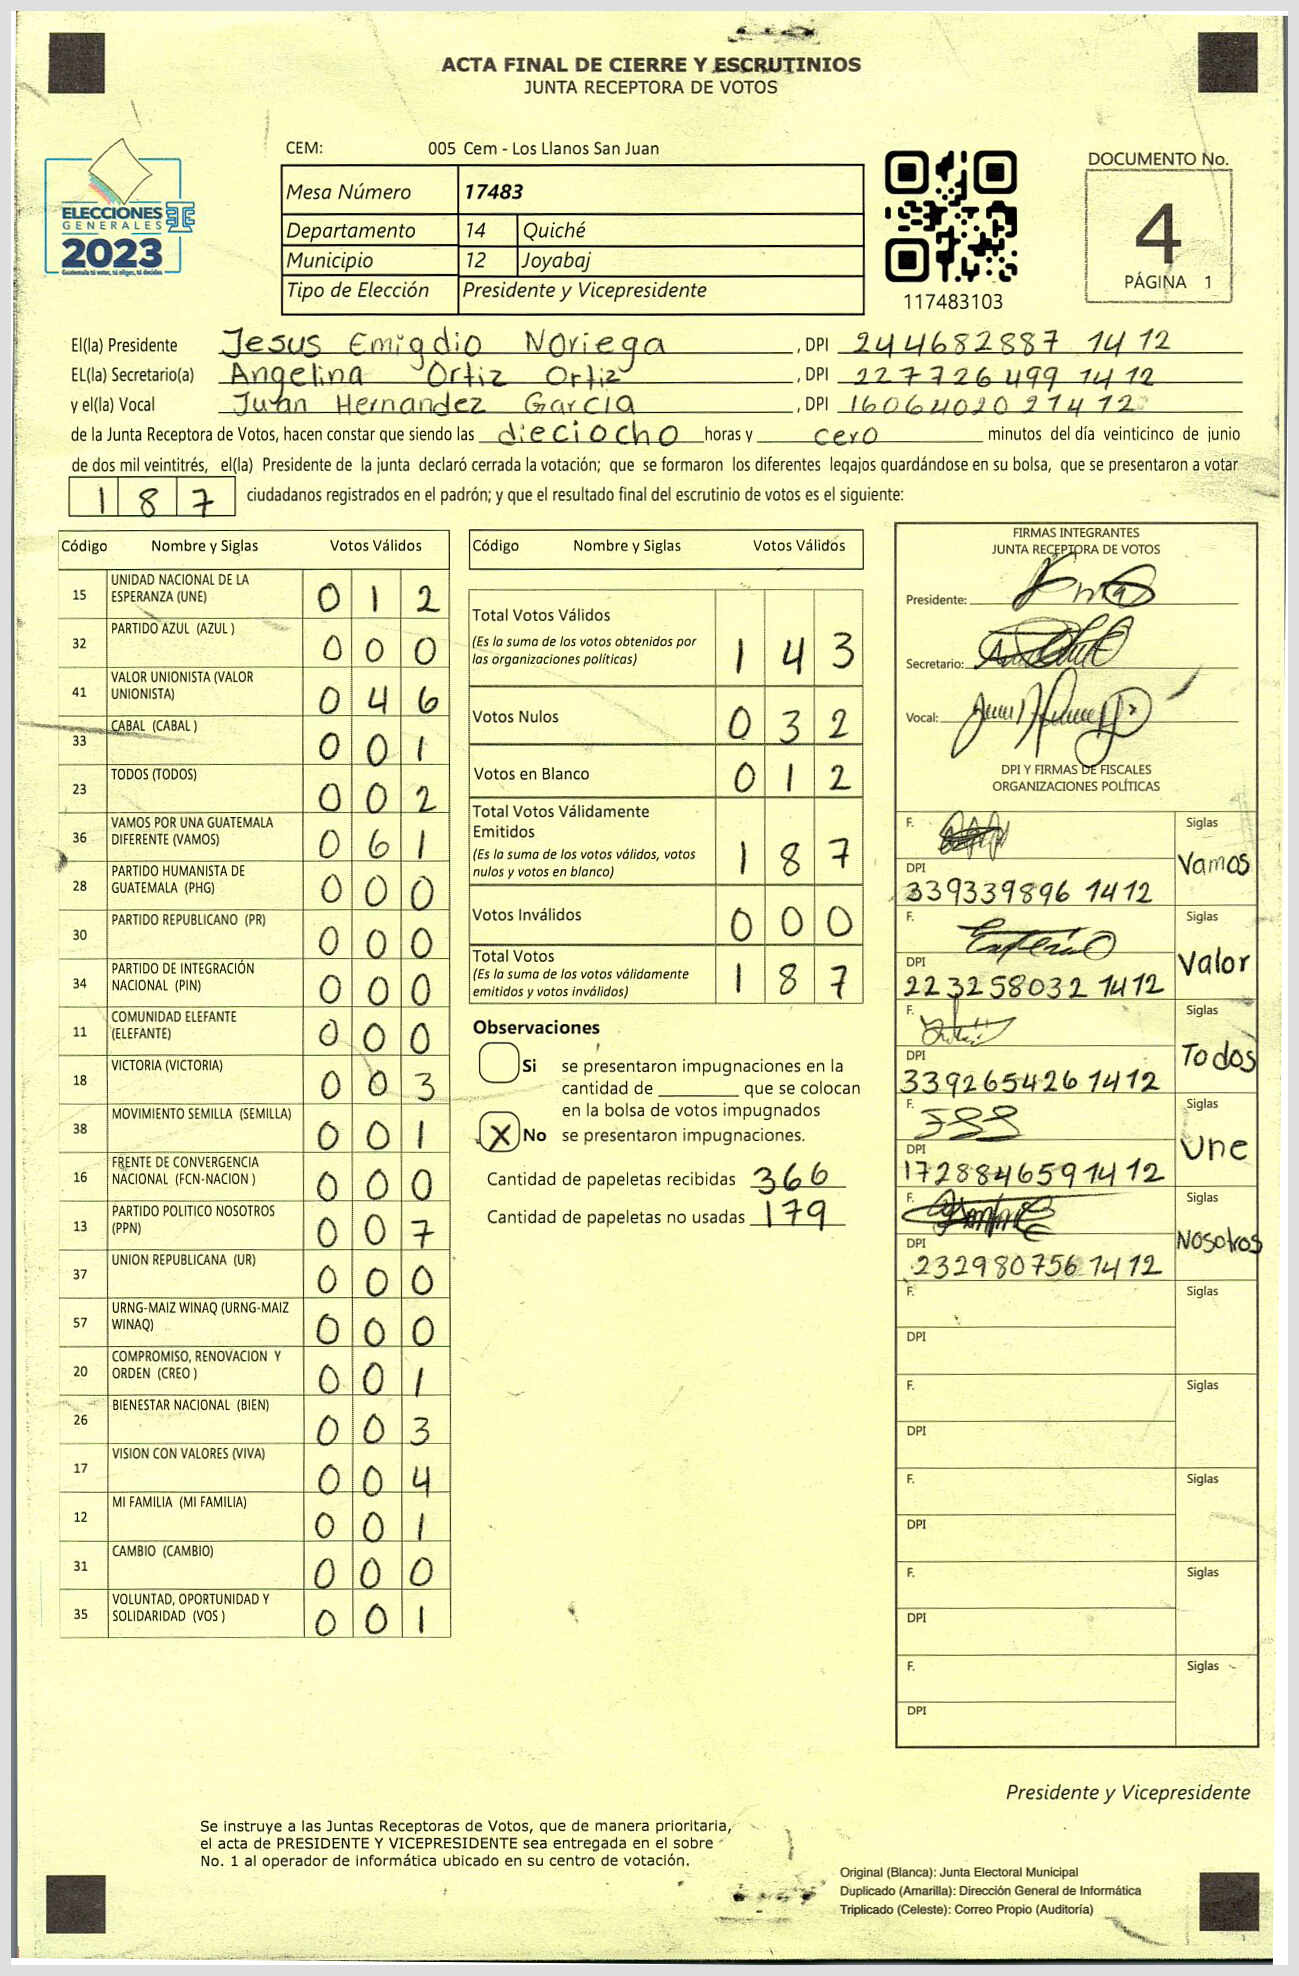 ACTA FINAL DE CIERRE Y ESCRUTINIOS
JUNTA RECEPTORA DE VOTOS
ELECCIONES
GENERALES
2023
Guatemala tú votas, tú eliges, tú decides
CEM: 005 Cem - Los Llanos San Juan
Mesa Número 17483
Departamento 14 Quiché
Municipio 12 Joyabaj
Tipo de Elección Presidente y Vicepresidente
117483103
DOCUMENTO No.
4
PÁGINA 1
El(la) Presidente Jesus Emigdio Noriega , DPI 244682887 14 12
EL(la) Secretario(a) Angelina Ortiz Ortiz , DPI 227726499 14 12
y el(la) Vocal Juan Hernandez Garcia , DPI 160640202 14 12
de la Junta Receptora de Votos, hacen constar que siendo las dieciocho horas y cero minutos del día veinticinco de junio
de dos mil veintitrés, el(la) Presidente de la junta declaró cerrada la votación; que se formaron los diferentes legajos guardándose en su bolsa, que se presentaron a votar
187 ciudadanos registrados en el padrón; y que el resultado final del escrutinio de votos es el siguiente:
Código Nombre y Siglas Votos Válidos
15 UNIDAD NACIONAL DE LA ESPERANZA (UNE) 0 1 2
32 PARTIDO AZUL (AZUL ) 0 0 0
41 VALOR UNIONISTA (VALOR UNIONISTA) 0 4 6
33 CABAL (CABAL ) 0 0 1
23 TODOS (TODOS) 0 0 2
36 VAMOS POR UNA GUATEMALA DIFERENTE (VAMOS) 0 6 1
28 PARTIDO HUMANISTA DE GUATEMALA (PHG) 0 0 0
30 PARTIDO REPUBLICANO (PR) 0 0 0
34 PARTIDO DE INTEGRACIÓN NACIONAL (PIN) 0 0 0
11 COMUNIDAD ELEFANTE (ELEFANTE) 0 0 0
18 VICTORIA (VICTORIA) 0 0 3
38 MOVIMIENTO SEMILLA (SEMILLA) 0 0 1
16 FRENTE DE CONVERGENCIA NACIONAL (FCN-NACION ) 0 0 0
13 PARTIDO POLITICO NOSOTROS (PPN) 0 0 7
37 UNION REPUBLICANA (UR) 0 0 0
57 URNG-MAIZ WINAQ (URNG-MAIZ WINAQ) 0 0 0
20 COMPROMISO, RENOVACION Y ORDEN (CREO ) 0 0 1
26 BIENESTAR NACIONAL (BIEN) 0 0 3
17 VISION CON VALORES (VIVA) 0 0 4
12 MI FAMILIA (MI FAMILIA) 0 0 1
31 CAMBIO (CAMBIO) 0 0 0
35 VOLUNTAD, OPORTUNIDAD Y SOLIDARIDAD (VOS ) 0 0 1
Código Nombre y Siglas Votos Válidos
Total Votos Válidos
(Es la suma de los votos obtenidos por
las organizaciones políticas) 1 4 3
Votos Nulos 0 3 2
Votos en Blanco 0 1 2
Total Votos Válidamente
Emitidos
(Es la suma de los votos válidos, votos
nulos y votos en blanco) 1 8 7
Votos Inválidos 0 0 0
Total Votos
(Es la suma de los votos válidamente
emitidos y votos inválidos) 1 8 7
Observaciones
Si se presentaron impugnaciones en la
cantidad de ________ que se colocan
en la bolsa de votos impugnados
X No se presentaron impugnaciones.
Cantidad de papeletas recibidas 366
Cantidad de papeletas no usadas 179
FIRMAS INTEGRANTES
JUNTA RECEPTORA DE VOTOS
Presidente:
Secretario:
Vocal:
DPI Y FIRMAS DE FISCALES
ORGANIZACIONES POLÍTICAS
F. Siglas
Vamos
DPI
339339896 14 12
F. Siglas
Valor
DPI
223258032 14 12
F. Siglas
Todos
DPI
339265426 14 12
F. Siglas
Une
DPI
172884659 14 12
F. Siglas
Nosotros
DPI
232980756 14 12
F. Siglas
DPI
F. Siglas
DPI
F. Siglas
DPI
F. Siglas
DPI
F. Siglas
DPI
Presidente y Vicepresidente
Se instruye a las Juntas Receptoras de Votos, que de manera prioritaria,
el acta de PRESIDENTE Y VICEPRESIDENTE sea entregada en el sobre
No. 1 al operador de informática ubicado en su centro de votación.
Original (Blanca): Junta Electoral Municipal
Duplicado (Amarilla): Dirección General de Informática
Triplicado (Celeste): Correo Propio (Auditoría)